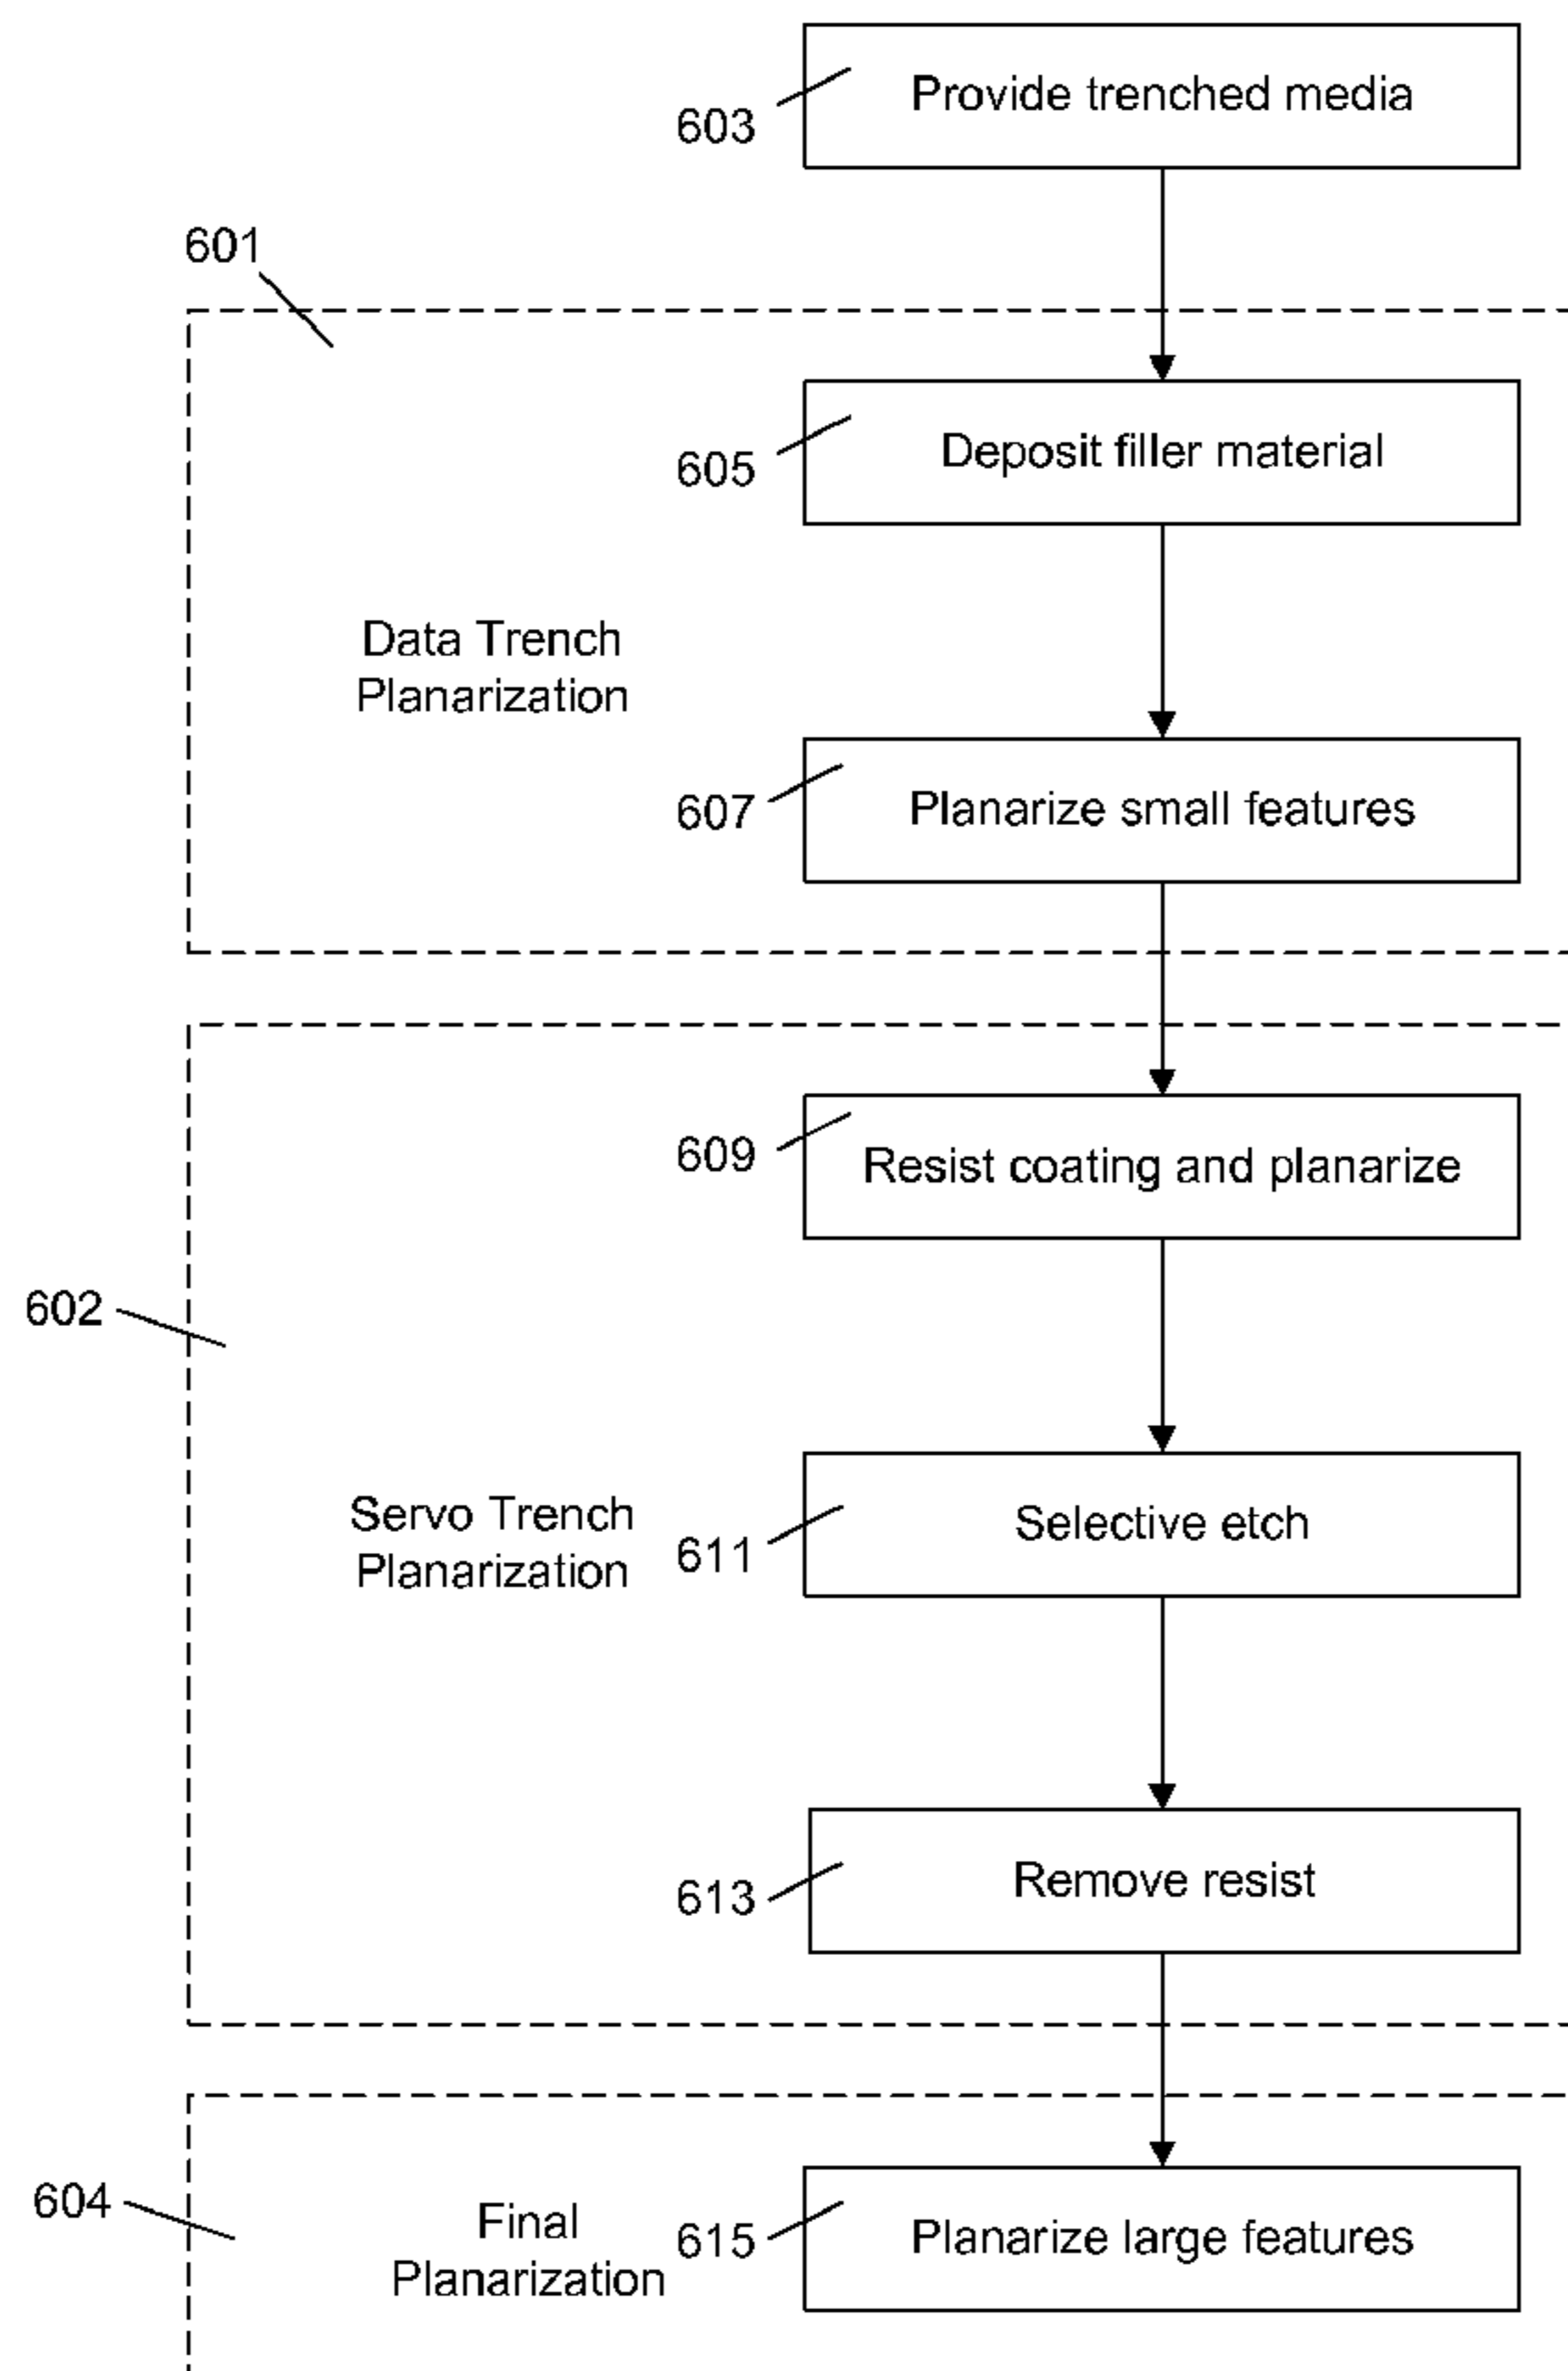 Provide trenched media
603
601
Deposit filler material
605
Data Trench
Planarization
Planarize small features
607
Resist coating and planarize
609
602
Servo Trench
Planarization
Selective etch
611
Remove resist
613
604
Final
Planarization
Planarize large features
615